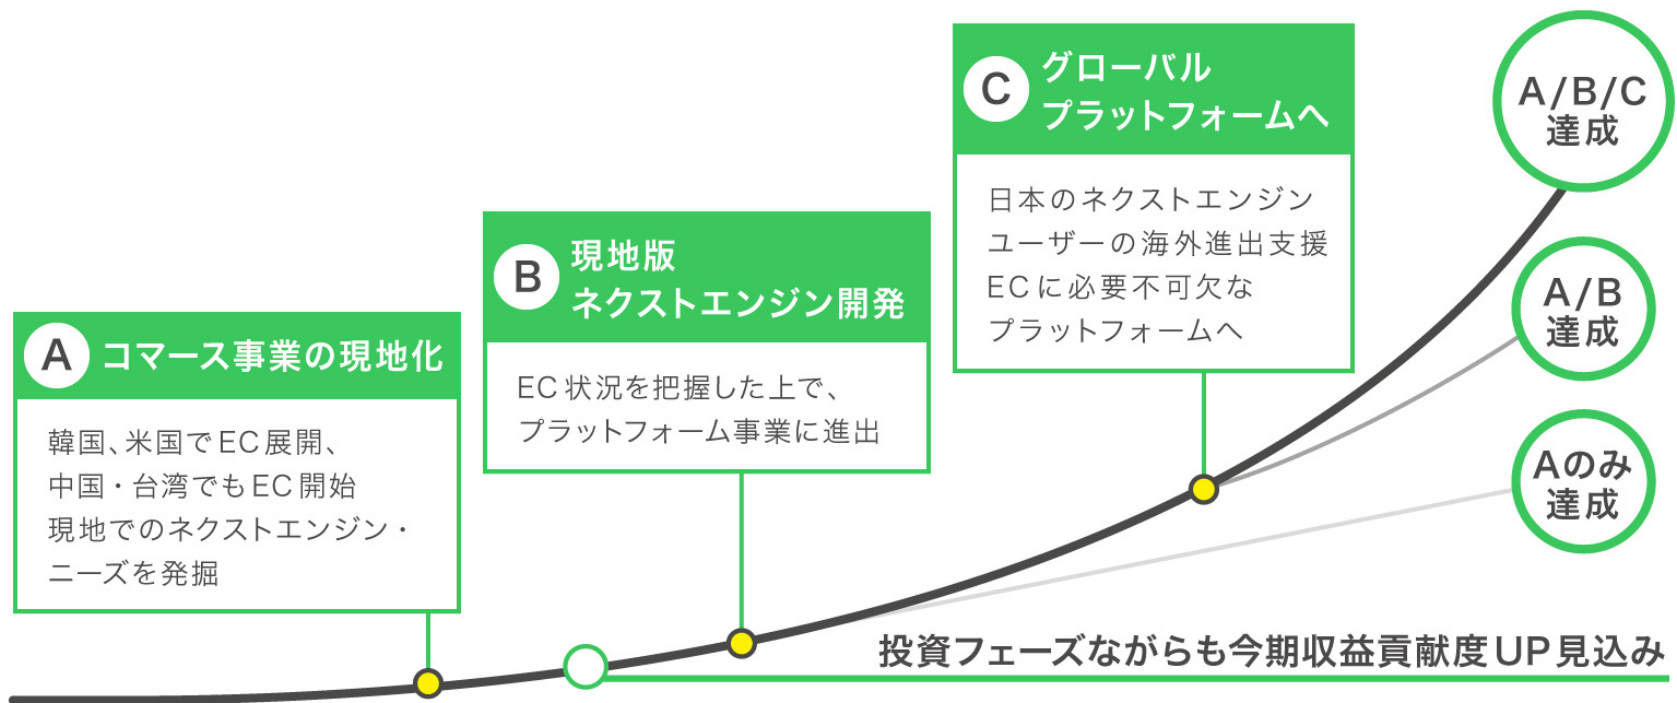 A
コマース事業の現地化
韓国、米国でEC展開、
中国・台湾でもEC開始
現地でのネクストエンジン・
ニーズを発掘
B
現地版
ネクストエンジン開発
EC状況を把握した上で、
プラットフォーム事業に進出
C
グローバル
プラットフォームへ
日本のネクストエンジン
ユーザーの海外進出支援
ECに必要不可欠な
プラットフォームへ
A/B/C
達成
A/B
達成
Aのみ
達成
投資フェーズながらも今期収益貢献度UP見込み